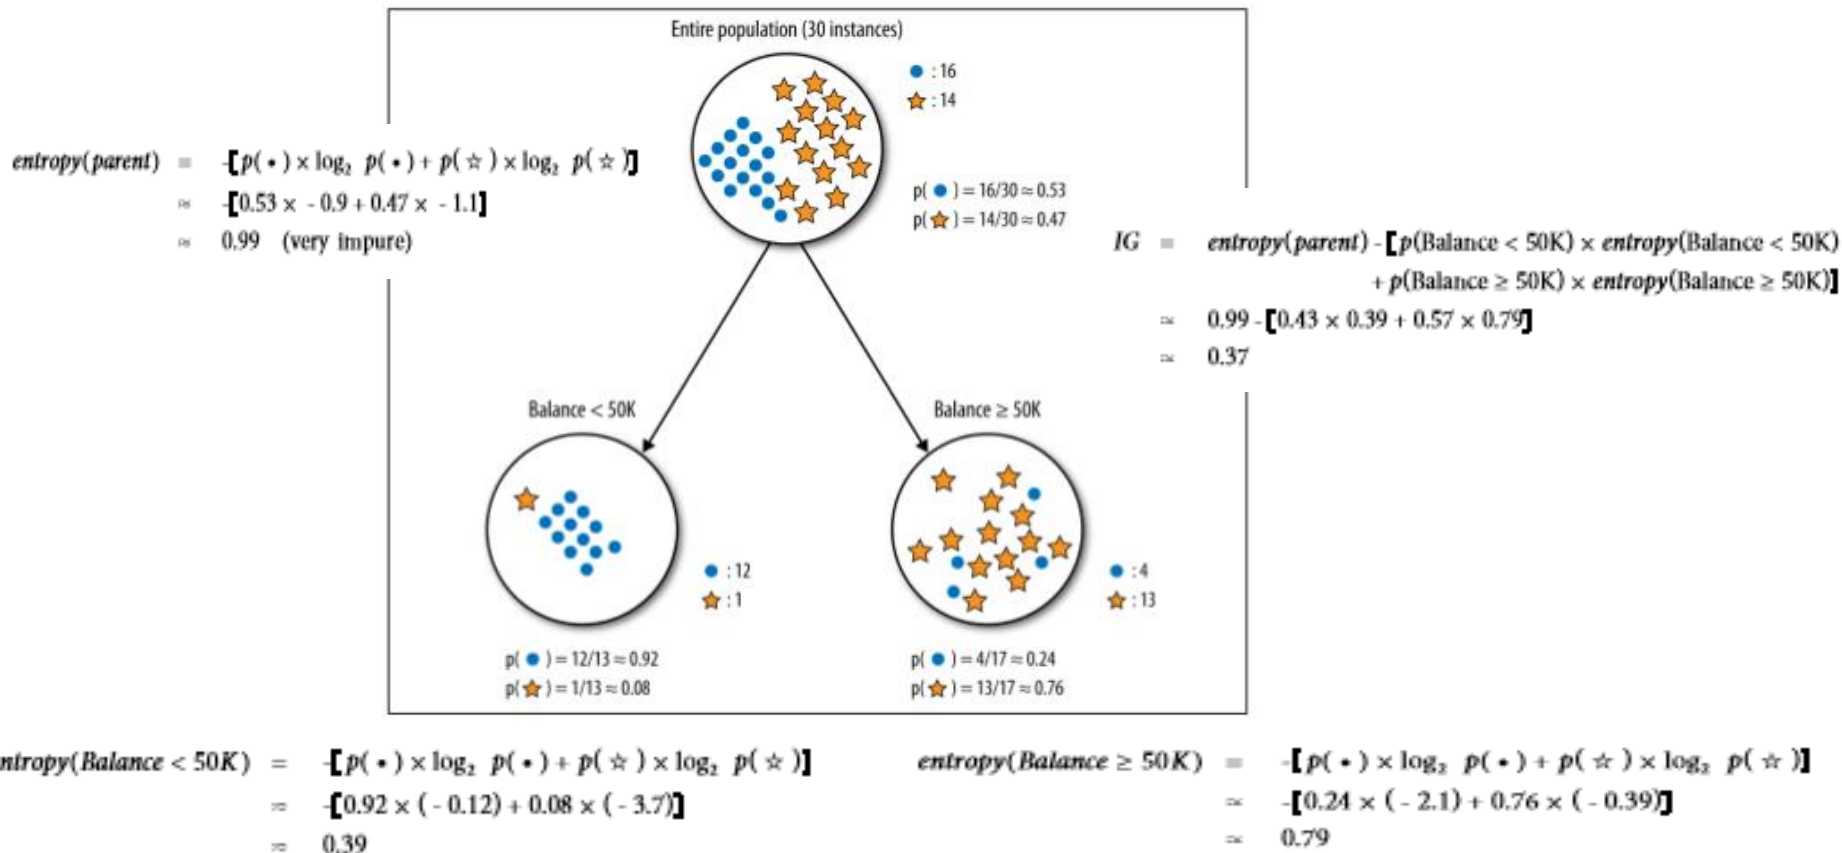 Entire population (30 instances)
: 16
: 14
p( ● ) = 16/30 ≈ 0.53
p( ★ ) = 14/30 ≈ 0.47
entropy(parent) = -[p( • ) × log₂ p( • ) + p( ☆ ) × log₂ p( ☆ )]
≈ -[0.53 × - 0.9 + 0.47 × - 1.1]
≈ 0.99 (very impure)
IG = entropy(parent) - [p(Balance < 50K) × entropy(Balance < 50K)
+ p(Balance ≥ 50K) × entropy(Balance ≥ 50K)]
≃ 0.99 - [0.43 × 0.39 + 0.57 × 0.79]
≃ 0.37
Balance < 50K
: 12
: 1
p( ● ) = 12/13 ≈ 0.92
p( ★ ) = 1/13 ≈ 0.08
Balance ≥ 50K
: 4
: 13
p( ● ) = 4/17 ≈ 0.24
p( ★ ) = 13/17 ≈ 0.76
ntropy(Balance < 50K) = -[p( • ) × log₂ p( • ) + p( ☆ ) × log₂ p( ☆ )]
≈ -[0.92 × ( - 0.12) + 0.08 × ( - 3.7)]
≈ 0.39
entropy(Balance ≥ 50K) = -[p( • ) × log₂ p( • ) + p( ☆ ) × log₂ p( ☆ )]
≃ -[0.24 × ( - 2.1) + 0.76 × ( - 0.39)]
≃ 0.79